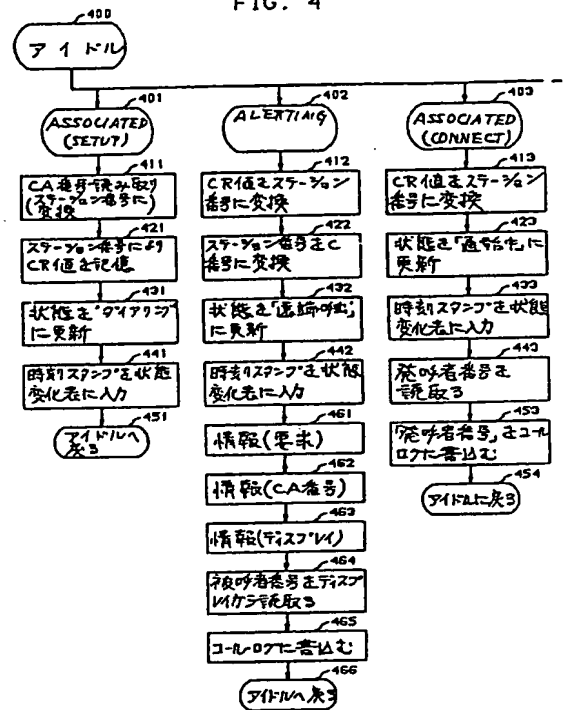 FIG. 4
400
アイドル
401
ASSOCIATED
(SETUP)
411
CA番号読み取り
(ステーション番号に)
変換
421
ステーション番号により
CR値を記憶
431
状態を"ダイアリング"
に更新
441
時刻スタンプを状態
変化表に入力
451
アイドルへ
戻る
402
ALERTING
412
CR値をステーション
番号に変換
422
ステーション番号をC
番号に変換
432
状態を「遠端呼出」
に更新
442
時刻スタンプを状態
変化表に入力
461
情報(要求)
462
情報(CA番号)
463
情報(ディスプレイ)
464
被呼者番号をディスプ
レイから読取る
465
コールログに書込む
466
アイドルへ戻る
403
ASSOCIATED
(CONNECT)
413
CR値をステーション
番号に変換
423
状態を「通話中」に
更新
433
時刻スタンプを状態
変化表に入力
443
発呼者番号を
読取る
453
「発呼者番号」をコール
ログに書込む
454
アイドルに戻る